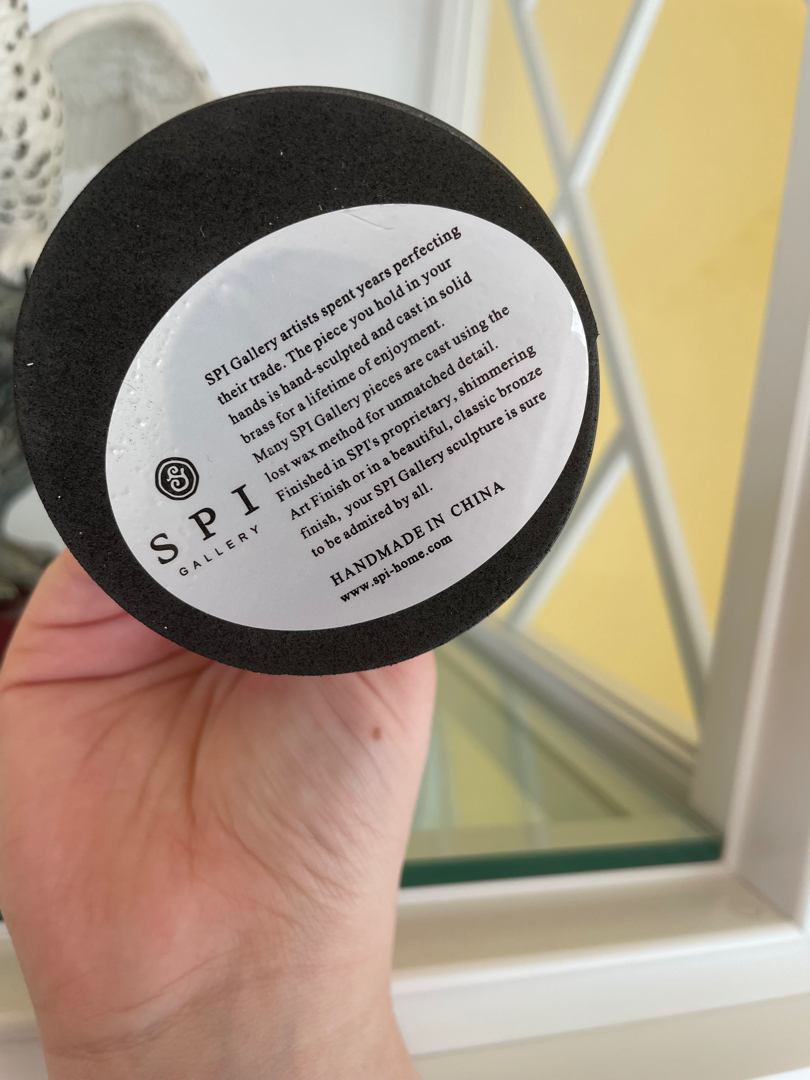 SPI Gallery artists spent years perfecting
their trade. The piece you hold in your
hands is hand-sculpted and cast in solid
brass for a lifetime of enjoyment.
Many SPI Gallery pieces are cast using the
lost wax method for unmatched detail.
Finished in SPI's proprietary, shimmering
Art Finish or in a beautiful, classic bronze
finish, your SPI Gallery sculpture is sure
to be admired by all.
HANDMADE IN CHINA
www.spi-home.com
SPI
GALLERY